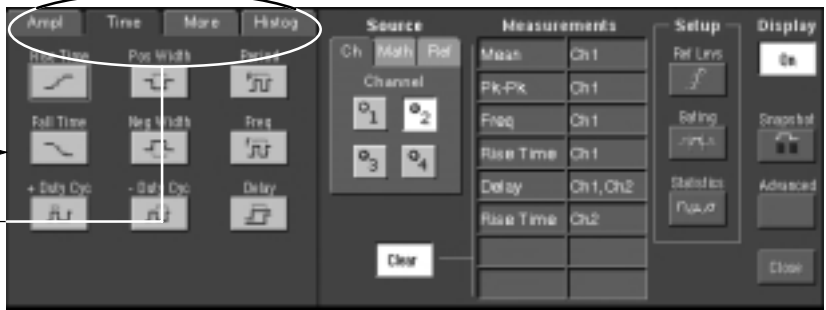 Ampl Time More Histog
Rise Time Pos Width Period
Fall Time Neg Width Freq
+ Duty Cyc - Duty Cyc Delay
Source
Ch Math Ref
Channel
1 2
3 4
Clear
Measurements
Mean Ch1
Pk-Pk Ch1
Freq Ch1
Rise Time Ch1
Delay Ch1,Ch2
Rise Time Ch2
Setup
Ref Levs
Gating
Statistics
Display
On
Snapshot
Advanced
Close